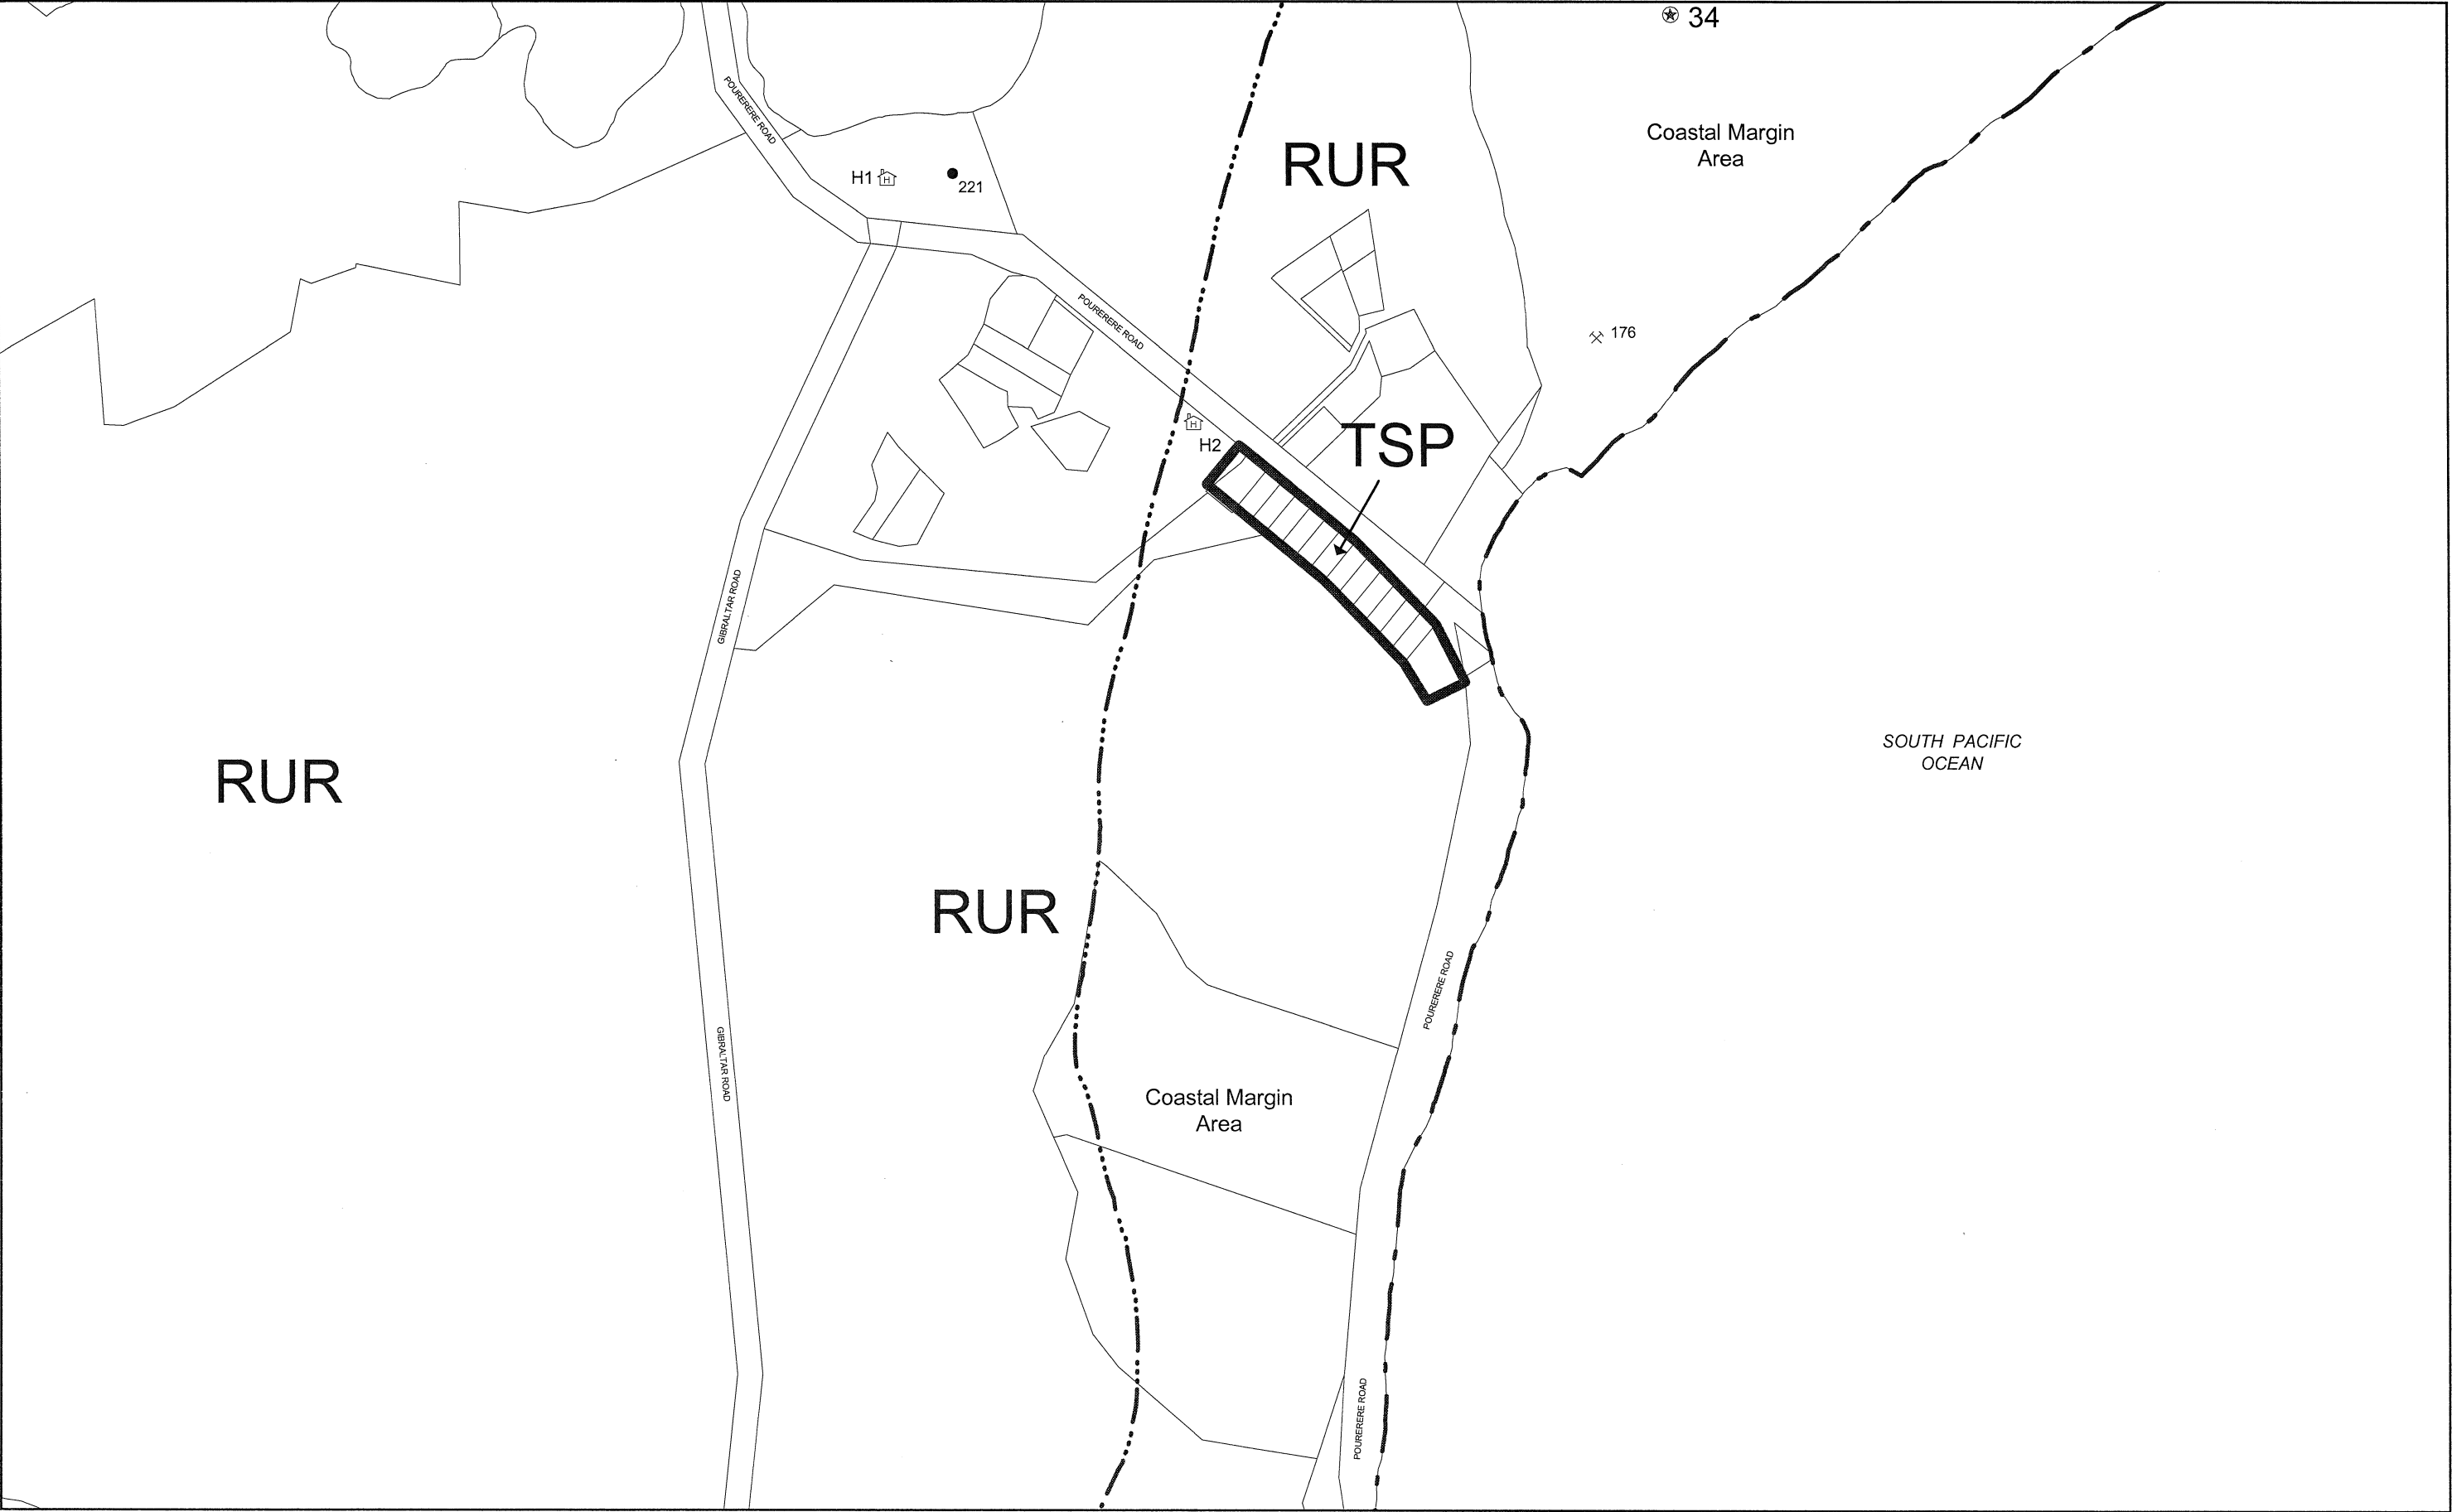 34
POURERERE ROAD
Coastal Margin
Area
RUR
H1
H
221
POURERERE ROAD
176
H
H2
TSP
GIBRALTAR ROAD
SOUTH PACIFIC
OCEAN
RUR
RUR
POURERERE ROAD
GIBRALTAR ROAD
Coastal Margin
Area
POURERERE ROAD